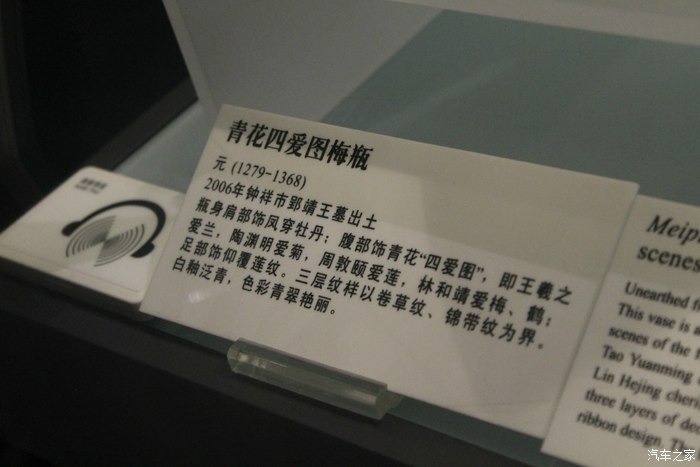 青花四爱图梅瓶
元 (1279-1368)
2006年钟祥市郢靖王墓出土
瓶身肩部饰凤穿牡丹；腹部饰青花“四爱图”，即王羲之
爱兰，陶渊明爱菊，周敦颐爱莲，林和靖爱梅、鹤；
足部饰仰覆莲纹。三层纹样以卷草纹、锦带纹为界。
白釉泛青，色彩青翠艳丽。
scenes
Unearthed
This vase is a
scenes of the
Tao Yuanming
Lin Hejing
three layers of
ribbon design.
汽车之家